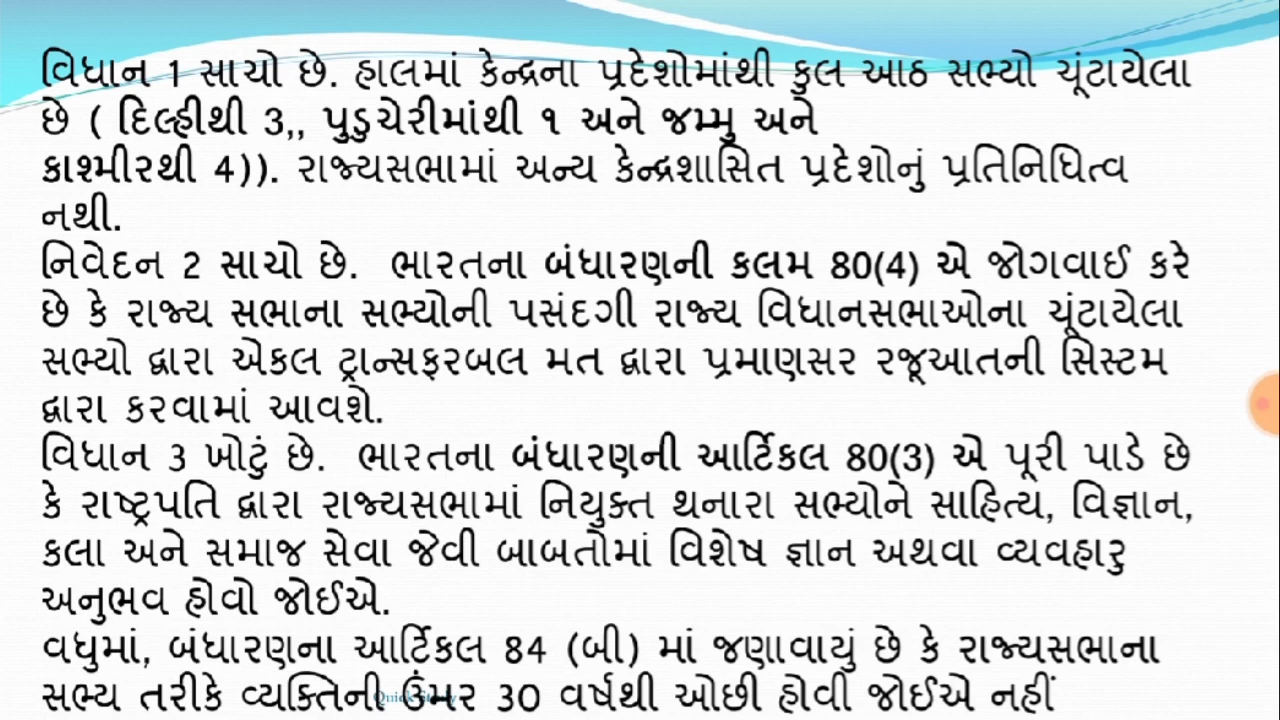 વિધાન 1 સાચો છે. હાલમાં કેન્દ્રના પ્રદેશોમાંથી કુલ આઠ સભ્યો ચૂંટાયેલા
છે ( દિલ્હીથી 3,, પુડુચેરીમાંથી ૧ અને જમ્મુ અને
કાશ્મીરથી 4)). રાજ્યસભામાં અન્ય કેન્દ્રશાસિત પ્રદેશોનું પ્રતિનિધિત્વ
નથી.
નિવેદન 2 સાચો છે. ભારતના બંધારણની કલમ 80(4) એ જોગવાઈ કરે
છે કે રાજ્ય સભાના સભ્યોની પસંદગી રાજ્ય વિધાનસભાઓના ચૂંટાયેલા
સભ્યો દ્વારા એકલ ટ્રાન્સફરબલ મત દ્વારા પ્રમાણસર રજૂઆતની સિસ્ટમ
દ્વારા કરવામાં આવશે.
વિધાન 3 ખોટું છે. ભારતના બંધારણની આર્ટિકલ 80(3) એ પૂરી પાડે છે
કે રાષ્ટ્રપતિ દ્વારા રાજ્યસભામાં નિયુક્ત થનારા સભ્યોને સાહિત્ય, વિજ્ઞાન,
કલા અને સમાજ સેવા જેવી બાબતોમાં વિશેષ જ્ઞાન અથવા વ્યવહારુ
અનુભવ હોવો જોઈએ.
વધુમાં, બંધારણના આર્ટિકલ 84 (બી) માં જણાવાયું છે કે રાજ્યસભાના
સભ્ય તરીકે વ્યક્તિની ઉંમર 30 વર્ષથી ઓછી હોવી જોઈએ નહીં